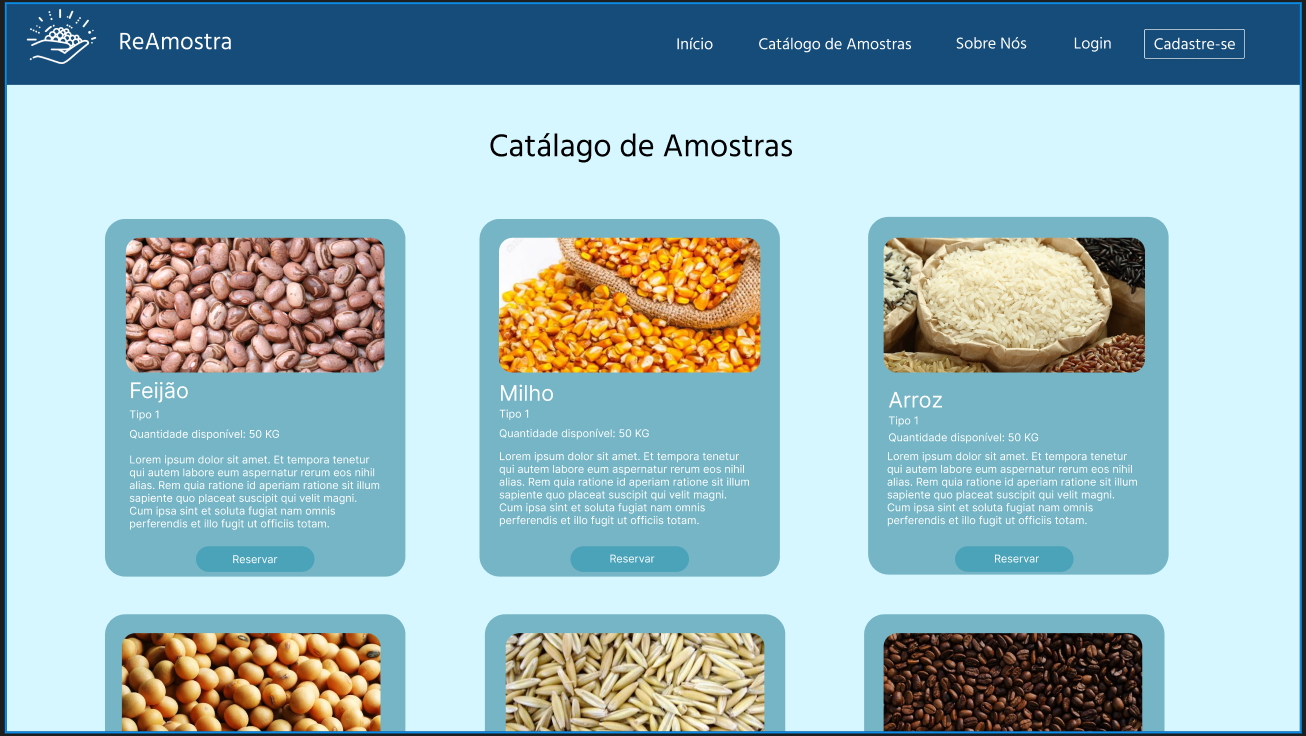 ReAmostra
Início
Catálogo de Amostras
Sobre Nós
Login
Cadastre-se
Catálago de Amostras
Feijão
Tipo 1
Quantidade disponível: 50 KG
Lorem ipsum dolor sit amet. Et tempora tenetur
qui autem labore eum aspernatur rerum eos nihil
alias. Rem quia ratione id aperiam ratione sit illum
sapiente quo placeat suscipit qui velit magni.
Cum ipsa sint et soluta fugiat nam omnis
perferendis et illo fugit ut officiis totam.
Reservar
Milho
Tipo 1
Quantidade disponível: 50 KG
Lorem ipsum dolor sit amet. Et tempora tenetur
qui autem labore eum aspernatur rerum eos nihil
alias. Rem quia ratione id aperiam ratione sit illum
sapiente quo placeat suscipit qui velit magni.
Cum ipsa sint et soluta fugiat nam omnis
perferendis et illo fugit ut officiis totam.
Reservar
Arroz
Tipo 1
Quantidade disponível: 50 KG
Lorem ipsum dolor sit amet. Et tempora tenetur
qui autem labore eum aspernatur rerum eos nihil
alias. Rem quia ratione id aperiam ratione sit illum
sapiente quo placeat suscipit qui velit magni.
Cum ipsa sint et soluta fugiat nam omnis
perferendis et illo fugit ut officiis totam.
Reservar